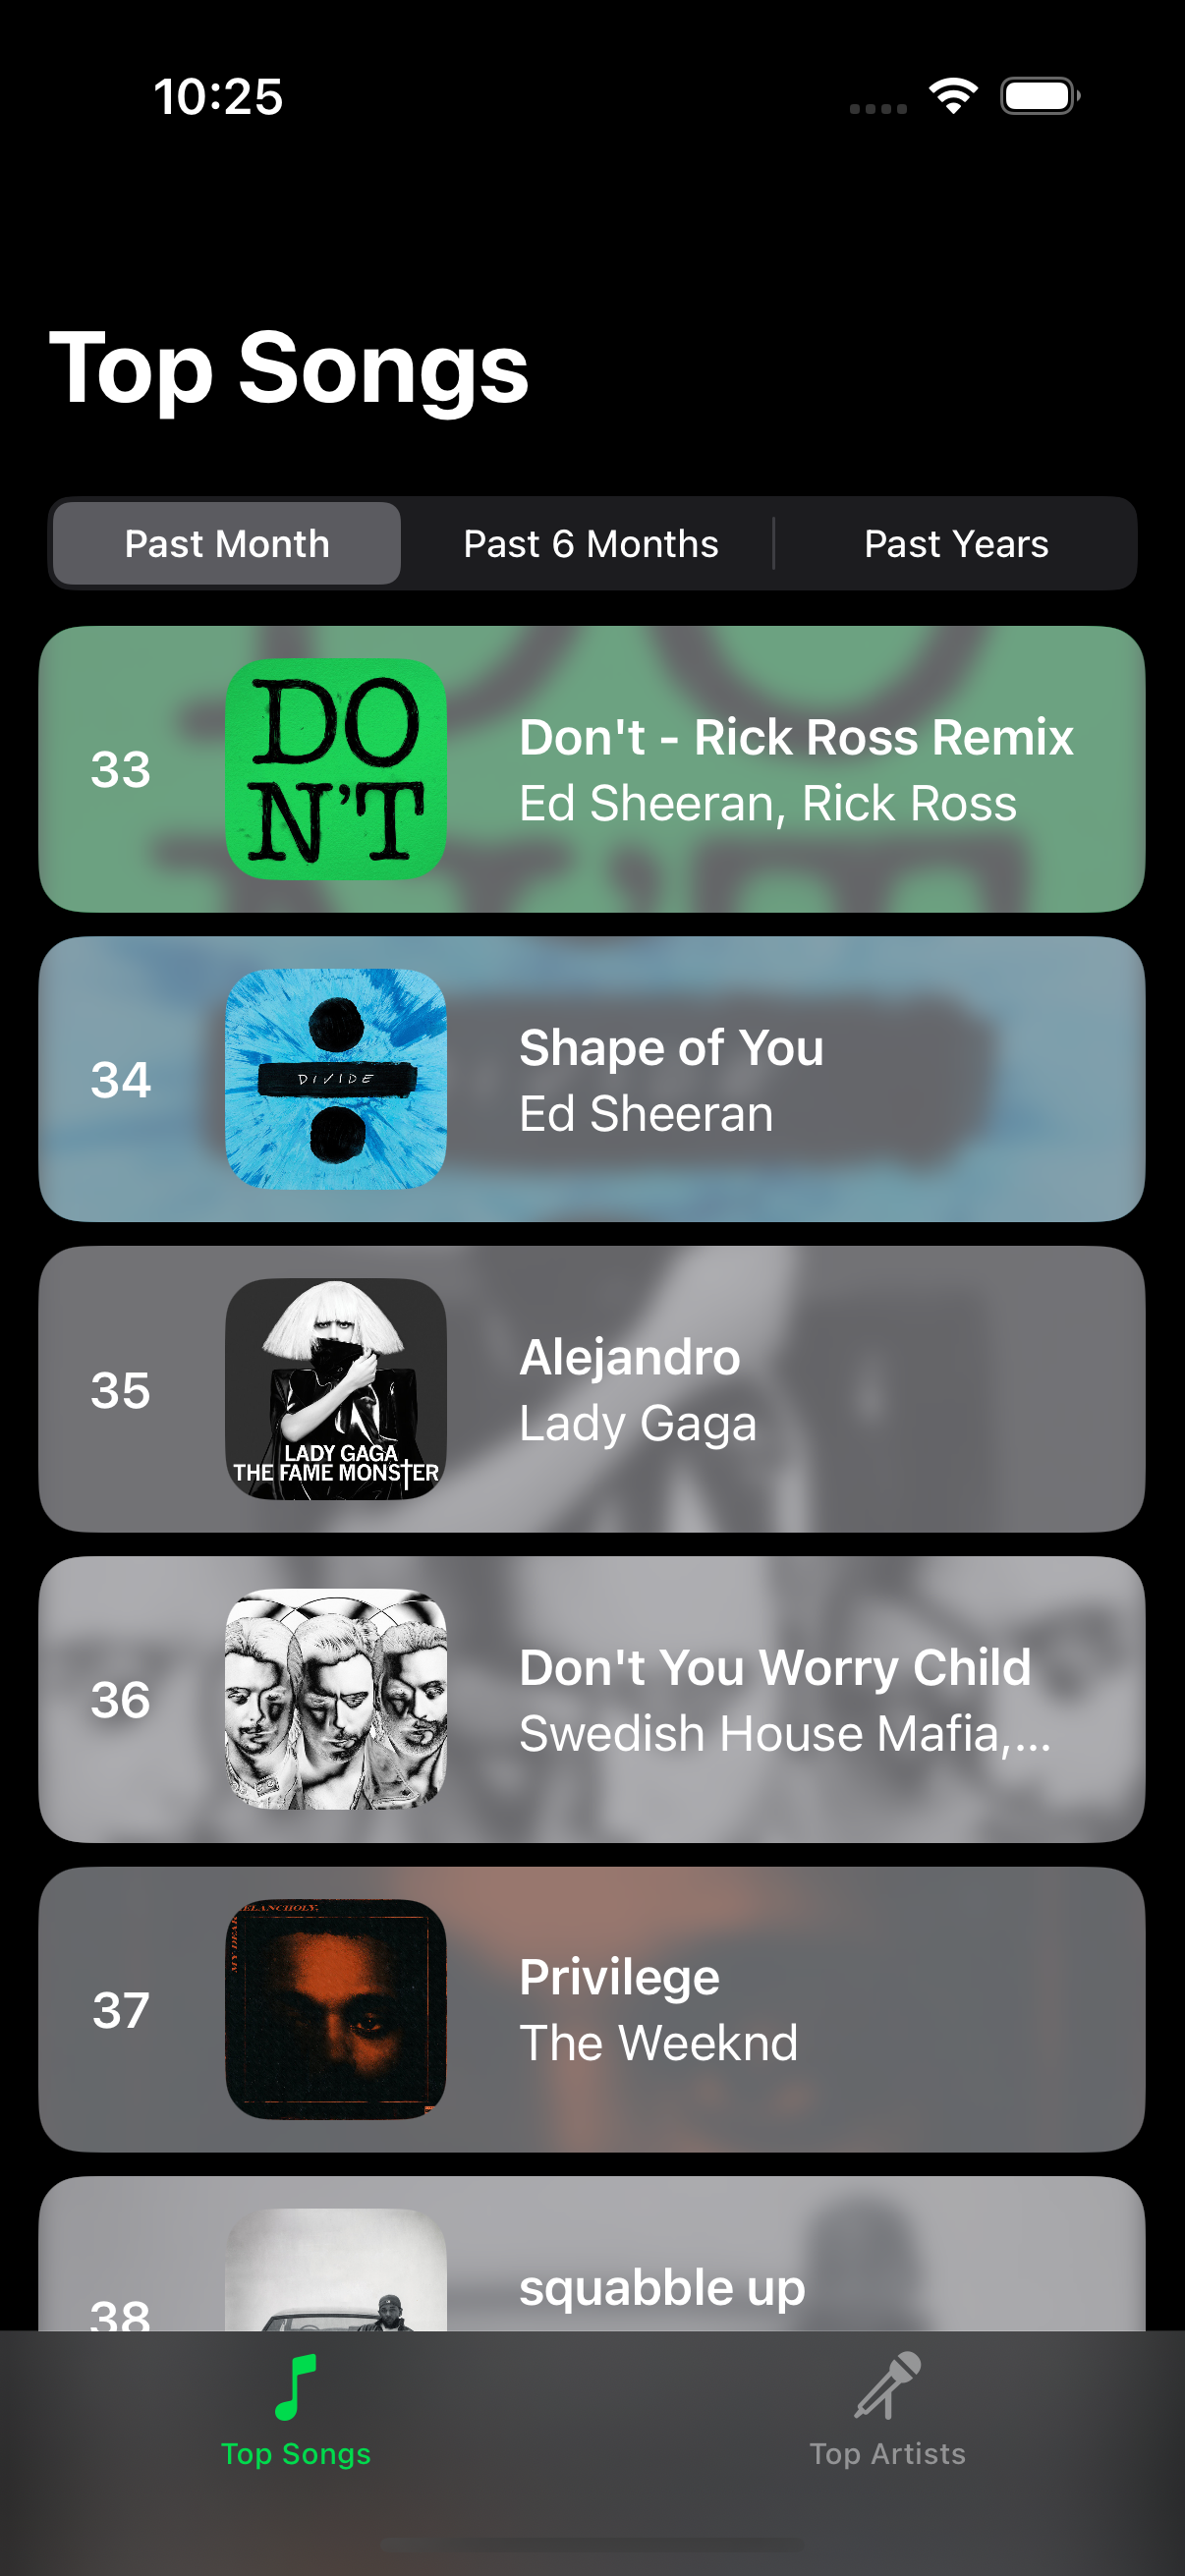 10:25
Top Songs
Past Month
Past 6 Months
Past Years
33
DO
N'T
Don't - Rick Ross Remix
Ed Sheeran, Rick Ross
34
DIVIDE
Shape of You
Ed Sheeran
35
LADY GAGA
THE FAME MONSTER
Alejandro
Lady Gaga
36
Don't You Worry Child
Swedish House Mafia,...
37
MY DEAR
MELANCHOLY,
Privilege
The Weeknd
38
squabble up
Top Songs
Top Artists